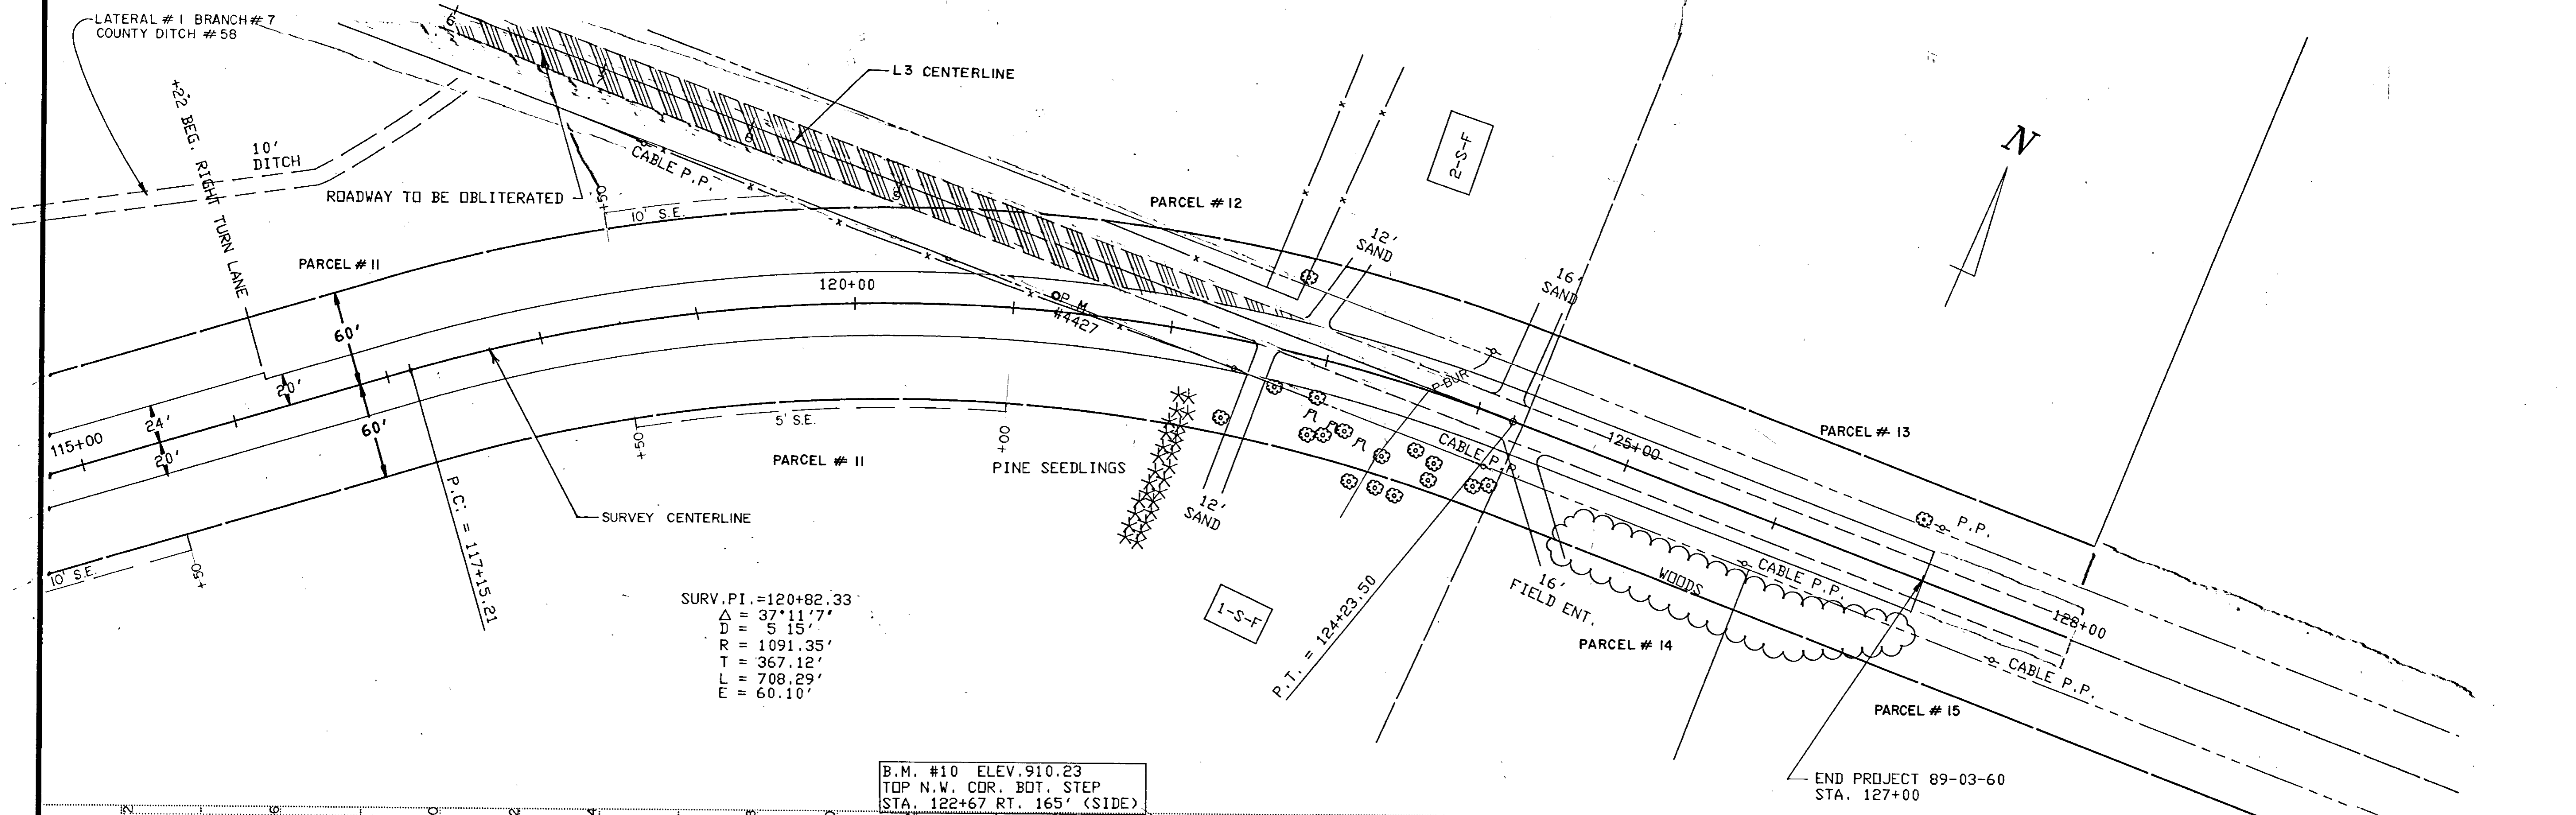 LATERAL # 1 BRANCH # 7
COUNTY DITCH # 58
6
L3 CENTERLINE
+22' BEG. RIGHT TURN LANE
10'
DITCH
CABLE P.P.
ROADWAY TO BE OBLITERATED
+50
10' S.E.
PARCEL # 12
2-S-F
N
12'
SAND
16'
SAND
PARCEL # 11
120+00
P.M.
#4427
60'
20'
24'
20'
60'
115+00
P-BUR
125+00
PARCEL # 13
+50
5' S.E.
+00
PARCEL # 11
PINE SEEDLINGS
CABLE P.P.
12'
SAND
P.C. = 117+15.21
SURVEY CENTERLINE
10' S.E.
+50
P.P.
WOODS
CABLE P.P.
16'
FIELD ENT.
128+00
SURV.PI.=120+82.33
Δ = 37°11'7"
D = 5 15'
R = 1091.35'
T = 367.12'
L = 708.29'
E = 60.10'
1-S-F
P.T. = 124+23.50
PARCEL # 14
CABLE P.P.
PARCEL # 15
B.M. #10 ELEV.910.23
TOP N.W. COR. BOT. STEP
STA. 122+67 RT. 165' (SIDE)
END PROJECT 89-03-60
STA. 127+00